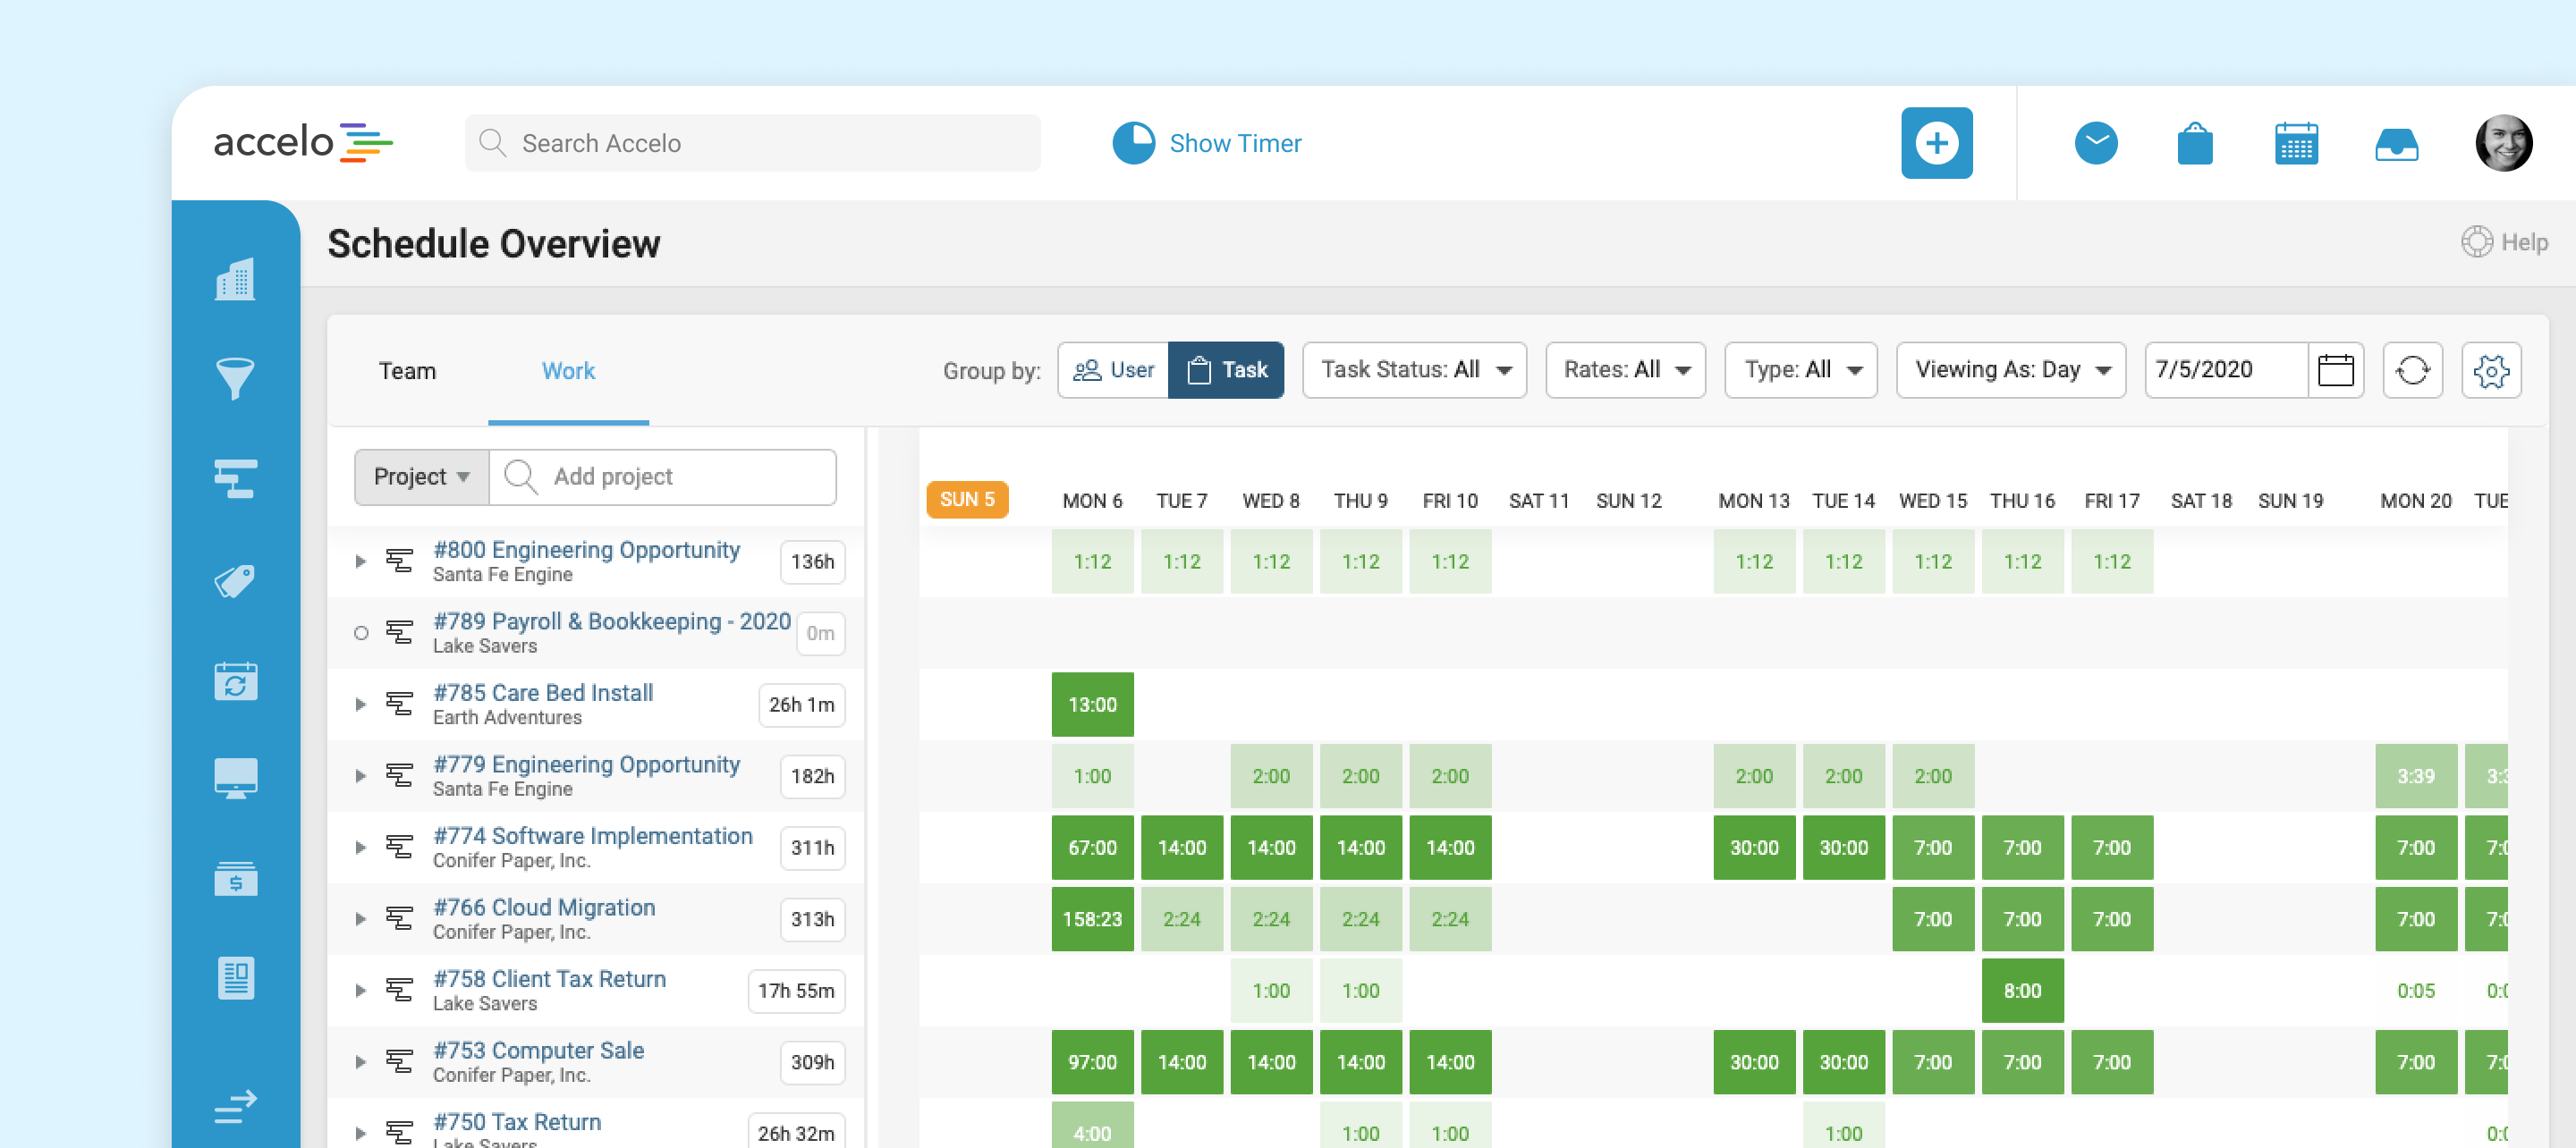 accelo
Search Accelo
Show Timer
Schedule Overview
Help
Team
Work
Group by:
User
Task
Task Status: All
Rates: All
Type: All
Viewing As: Day
7/5/2020
Project
Add project
SUN 5 MON 6 TUE 7 WED 8 THU 9 FRI 10 SAT 11 SUN 12 MON 13 TUE 14 WED 15 THU 16 FRI 17 SAT 18 SUN 19 MON 20 TUE
#800 Engineering Opportunity
Santa Fe Engine
136h
1:12 1:12 1:12 1:12 1:12 1:12 1:12 1:12 1:12 1:12
#789 Payroll & Bookkeeping - 2020
Lake Savers
0m
#785 Care Bed Install
Earth Adventures
26h 1m
13:00
#779 Engineering Opportunity
Santa Fe Engine
182h
1:00 2:00 2:00 2:00 2:00 2:00 2:00 3:39
#774 Software Implementation
Conifer Paper, Inc.
311h
67:00 14:00 14:00 14:00 14:00 30:00 30:00 7:00 7:00 7:00 7:00
#766 Cloud Migration
Conifer Paper, Inc.
313h
158:23 2:24 2:24 2:24 2:24 7:00 7:00 7:00 7:00
#758 Client Tax Return
Lake Savers
17h 55m
1:00 1:00 8:00 0:05
#753 Computer Sale
Conifer Paper, Inc.
309h
97:00 14:00 14:00 14:00 14:00 30:00 30:00 7:00 7:00 7:00 7:00
#750 Tax Return
Lake Savers
26h 32m
4:00 1:00 1:00 1:00